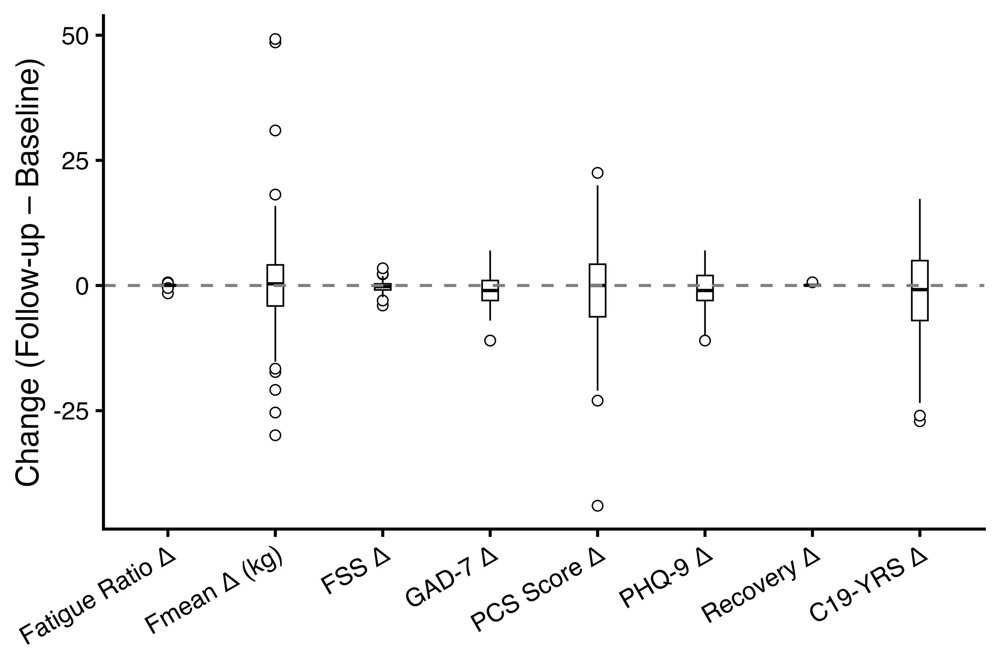 Change (Follow-up – Baseline)
50
25
0
-25
Fatigue Ratio Δ
Fmean Δ (kg)
FSS Δ
GAD-7 Δ
PCS Score Δ
PHQ-9 Δ
Recovery Δ
C19-YRS Δ